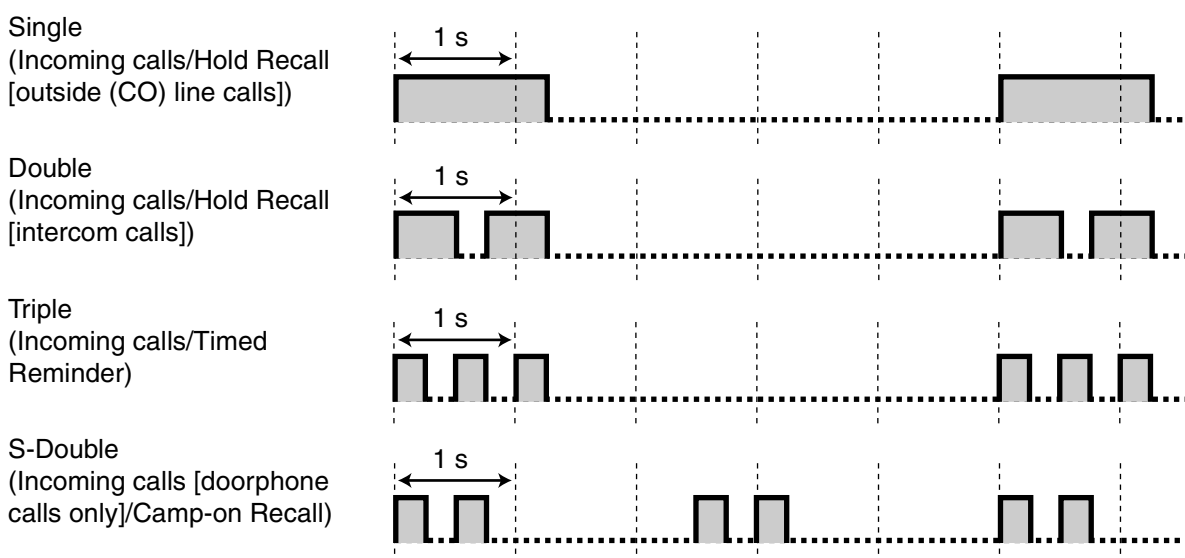 Single
(Incoming calls/Hold Recall
[outside (CO) line calls])
1 s
Double
(Incoming calls/Hold Recall
[intercom calls])
1 s
Triple
(Incoming calls/Timed
Reminder)
1 s
S-Double
(Incoming calls [doorphone
calls only]/Camp-on Recall)
1 s